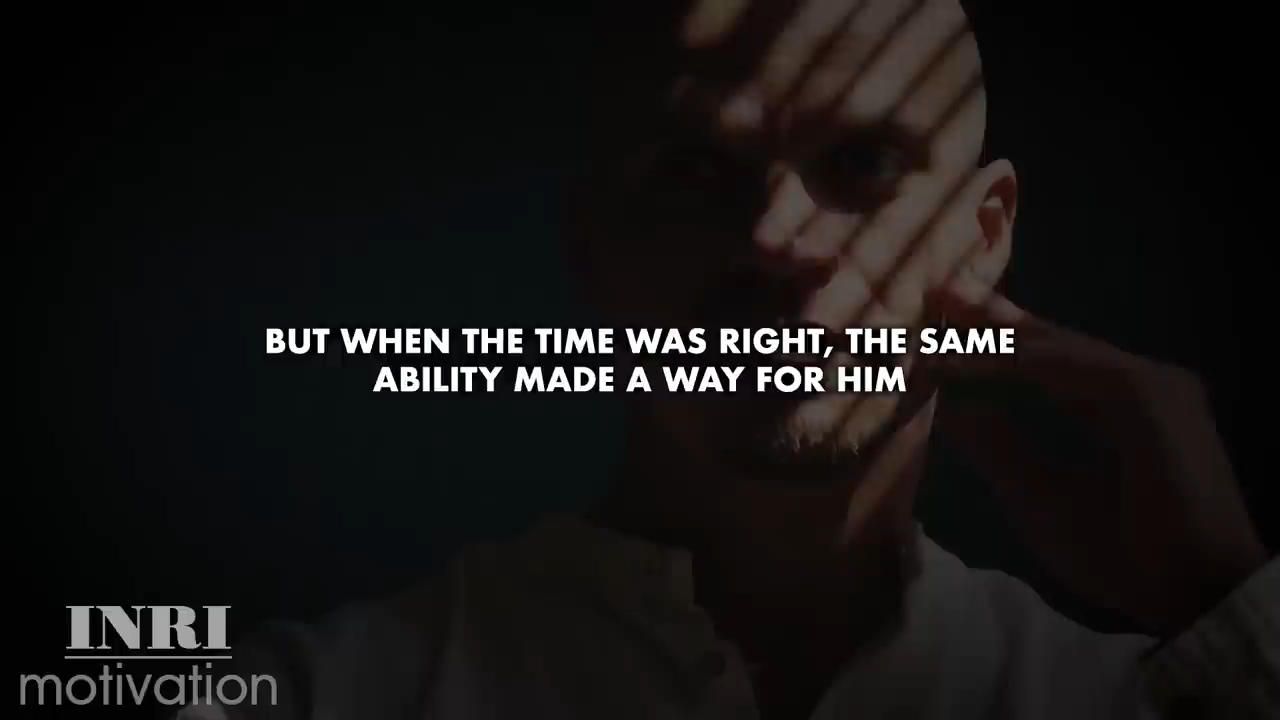 BUT WHEN THE TIME WAS RIGHT, THE SAME
ABILITY MADE A WAY FOR HIM
INRI
motivation